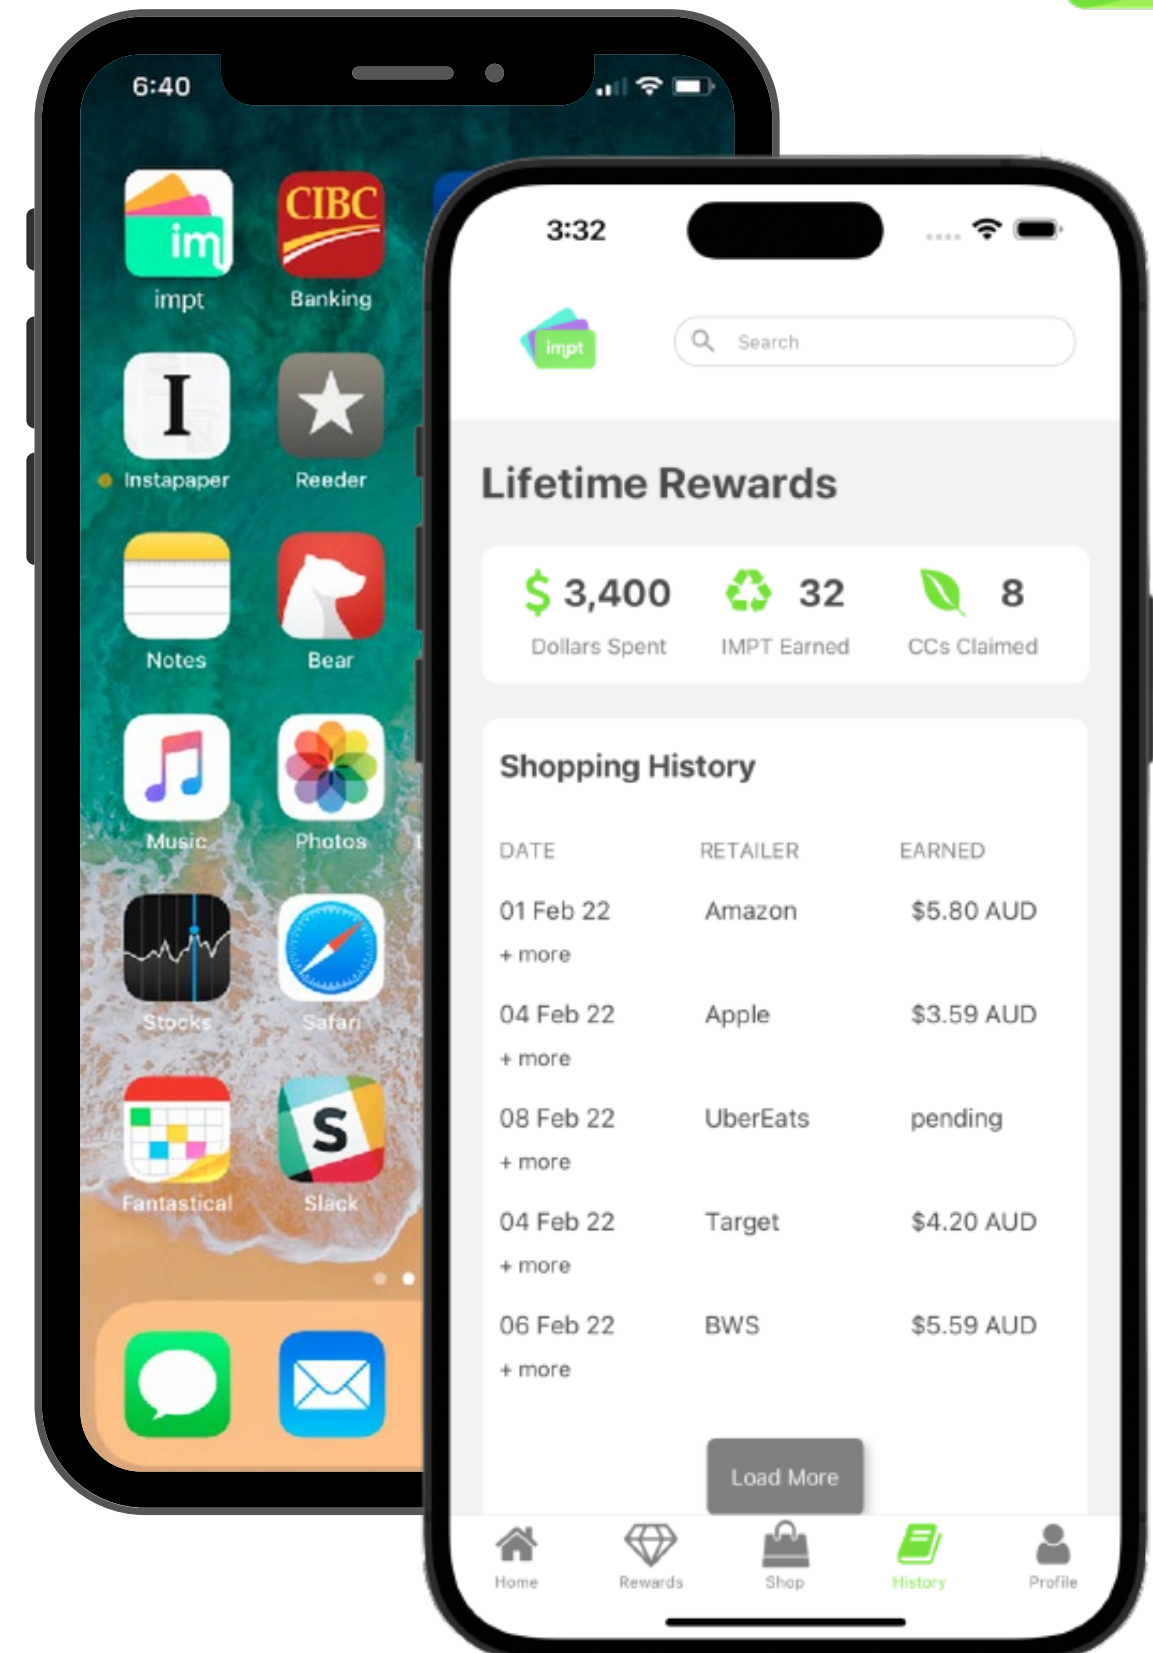 6:40
im
CIBC
impt
Banking
I
Instapaper
Reeder
Notes
Bear
Music
Photos
Stocks
Safari
S
Fantastical
Slack
3:32
impt
Search
Lifetime Rewards
$ 3,400 32 8
Dollars Spent IMPT Earned CCs Claimed
Shopping History
DATE RETAILER EARNED
01 Feb 22 Amazon $5.80 AUD
+ more
04 Feb 22 Apple $3.59 AUD
+ more
08 Feb 22 UberEats pending
+ more
04 Feb 22 Target $4.20 AUD
+ more
06 Feb 22 BWS $5.59 AUD
+ more
Load More
Home Rewards Shop History Profile